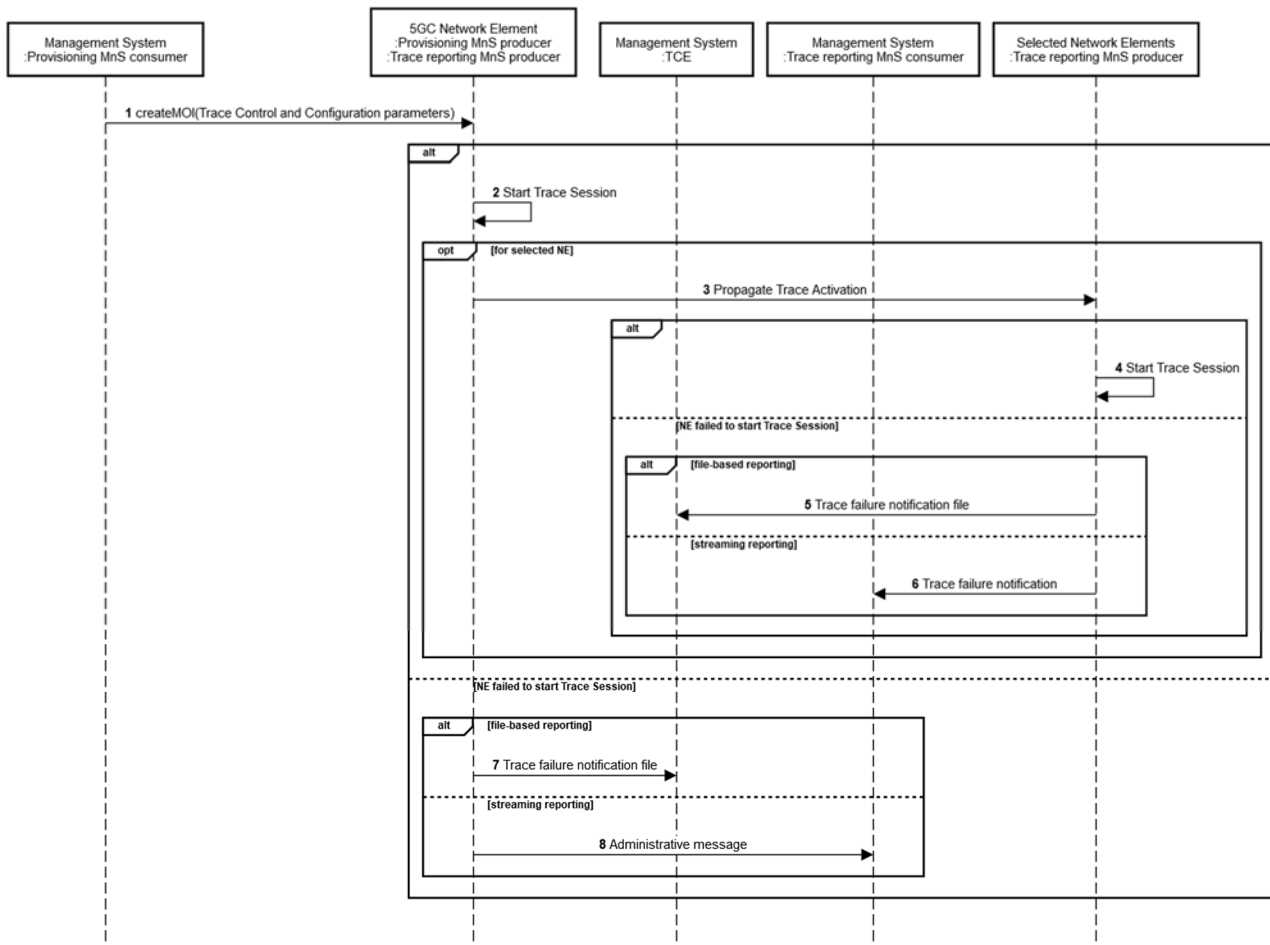 Management System
:Provisioning MnS consumer
5GC Network Element
:Provisioning MnS producer
:Trace reporting MnS producer
Management System
:TCE
Management System
:Trace reporting MnS consumer
Selected Network Elements
:Trace reporting MnS producer
1 createMOI(Trace Control and Configuration parameters)
alt
2 Start Trace Session
opt [for selected NE]
3 Propagate Trace Activation
alt
4 Start Trace Session
[NE failed to start Trace Session]
alt [file-based reporting]
5 Trace failure notification file
[streaming reporting]
6 Trace failure notification
[NE failed to start Trace Session]
alt [file-based reporting]
7 Trace failure notification file
[streaming reporting]
8 Administrative message